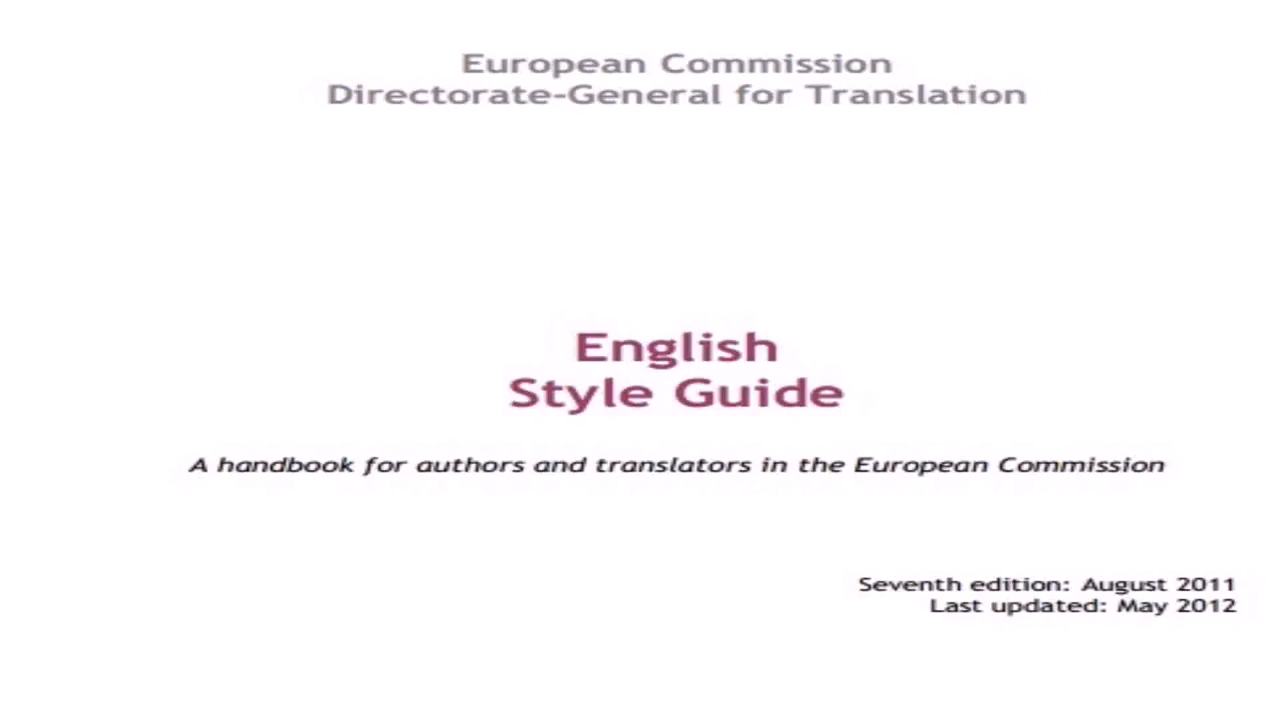 European Commission
Directorate-General for Translation
English
Style Guide
A handbook for authors and translators in the European Commission
Seventh edition: August 2011
Last updated: May 2012